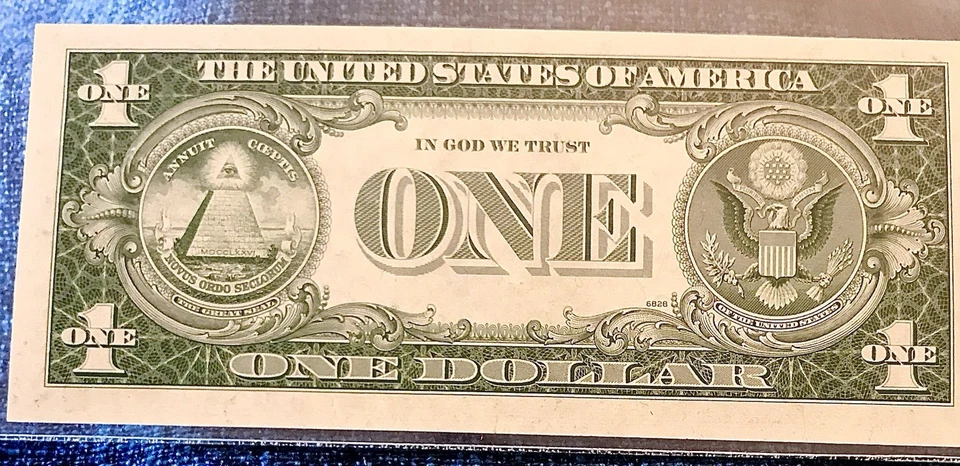 THE UNITED STATES OF AMERICA
1
ONE
1
ONE
ANNUIT CŒPTIS
IN GOD WE TRUST
ONE
MDCCLXXVI
NOVUS ORDO SECLORUM
THE GREAT SEAL
6828
OF THE UNITED STATES
1
ONE
1
ONE
ONE DOLLAR